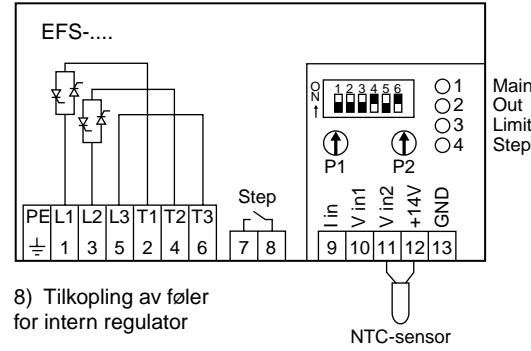 EFS-....
O
N
1 2 3 4 5 6
1 Main
2 Out
3 Limit
4 Step
P1 P2
PE L1 L2 L3 T1 T2 T3
1 3 5 2 4 6
Step
7 8
I in
V in1
V in2
+14V
GND
9 10 11 12 13
8) Tilkopling av føler
for intern regulator
NTC-sensor